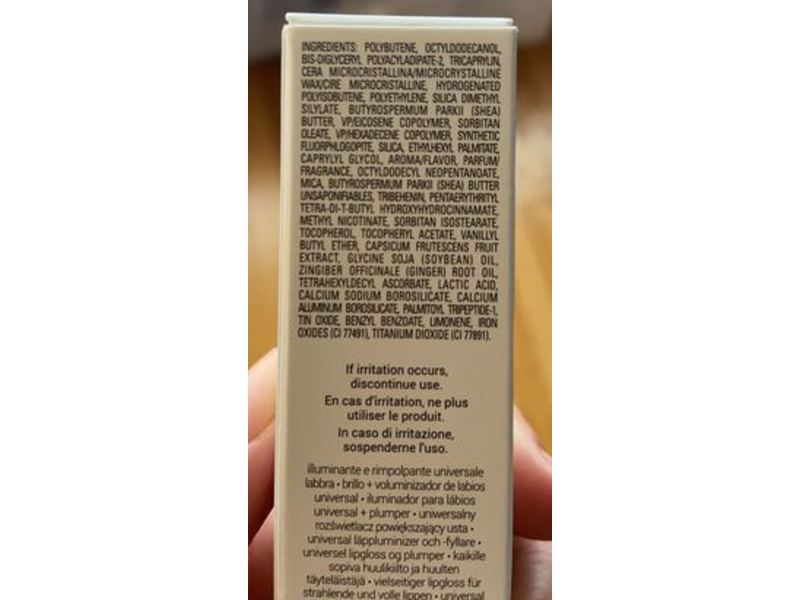 INGREDIENTS: POLYBUTENE, OCTYLDODECANOL,
BIS-DIGLYCERYL POLYACYLADIPATE-2, TRICAPRYLIN,
CERA MICROCRISTALLINA/MICROCRYSTALLINE
WAX/CIRE MICROCRISTALLINE, HYDROGENATED
POLYISOBUTENE, POLYETHYLENE, SILICA DIMETHYL
SILYLATE, BUTYROSPERMUM PARKII (SHEA)
BUTTER, VP/EICOSENE COPOLYMER, SORBITAN
OLEATE, VP/HEXADECENE COPOLYMER, SYNTHETIC
FLUORPHLOGOPITE, SILICA, ETHYLHEXYL PALMITATE,
CAPRYLYL GLYCOL, AROMA/FLAVOR, PARFUM/
FRAGRANCE, OCTYLDODECYL NEOPENTANOATE,
MICA, BUTYROSPERMUM PARKII (SHEA) BUTTER
UNSAPONIFIABLES, TRIBEHENIN, PENTAERYTHRITYL
TETRA-DI-T-BUTYL HYDROXYHYDROCINNAMATE,
METHYL NICOTINATE, SORBITAN ISOSTEARATE,
TOCOPHEROL, TOCOPHERYL ACETATE, VANILLYL
BUTYL ETHER, CAPSICUM FRUTESCENS FRUIT
EXTRACT, GLYCINE SOJA (SOYBEAN) OIL,
ZINGIBER OFFICINALE (GINGER) ROOT OIL,
TETRAHEXYLDECYL ASCORBATE, LACTIC ACID,
CALCIUM SODIUM BOROSILICATE, CALCIUM
ALUMINUM BOROSILICATE, PALMITOYL TRIPEPTIDE-1,
TIN OXIDE, BENZYL BENZOATE, LIMONENE, IRON
OXIDES (CI 77491), TITANIUM DIOXIDE (CI 77891).
If irritation occurs,
discontinue use.
En cas d'irritation, ne plus
utiliser le produit.
In caso di irritazione,
sospenderne l'uso.
illuminante e rimpolpante universale
labbra • brillo + voluminizador de labios
universal • iluminador para lábios
universal + plumper • uniwersalny
rozświetlacz powiększający usta •
universal läppluminizer och -fyllare •
universel lipgloss og plumper • kaikille
sopiva huulikiilto ja huulten
täyteläistäjä • vielseitiger lipgloss für
strahlende und volle lippen • universal